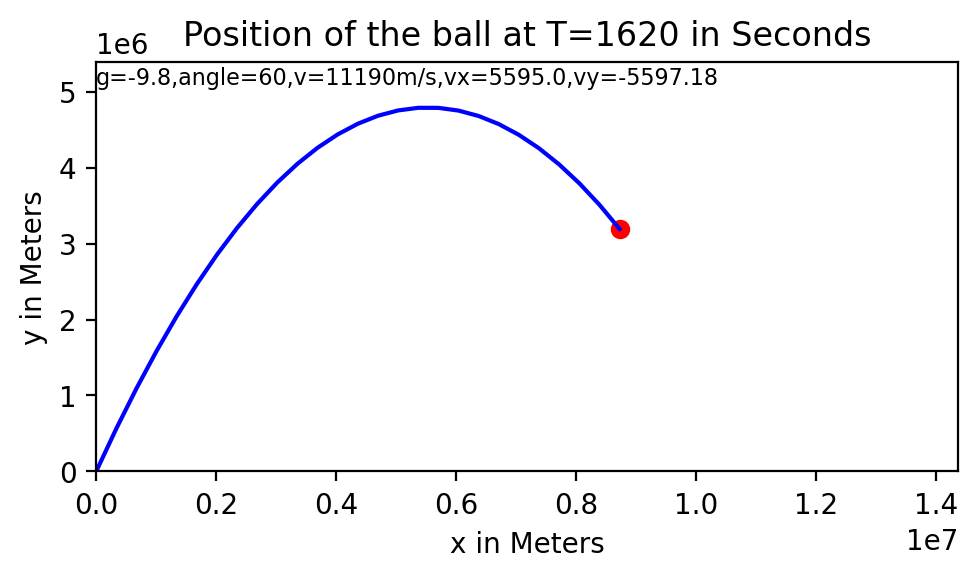 Position of the ball at T=1620 in Seconds
1e6
g=-9.8,angle=60,v=11190m/s,vx=5595.0,vy=-5597.18
5
4
3
2
1
0
y in Meters
0.0 0.2 0.4 0.6 0.8 1.0 1.2 1.4
x in Meters
1e7